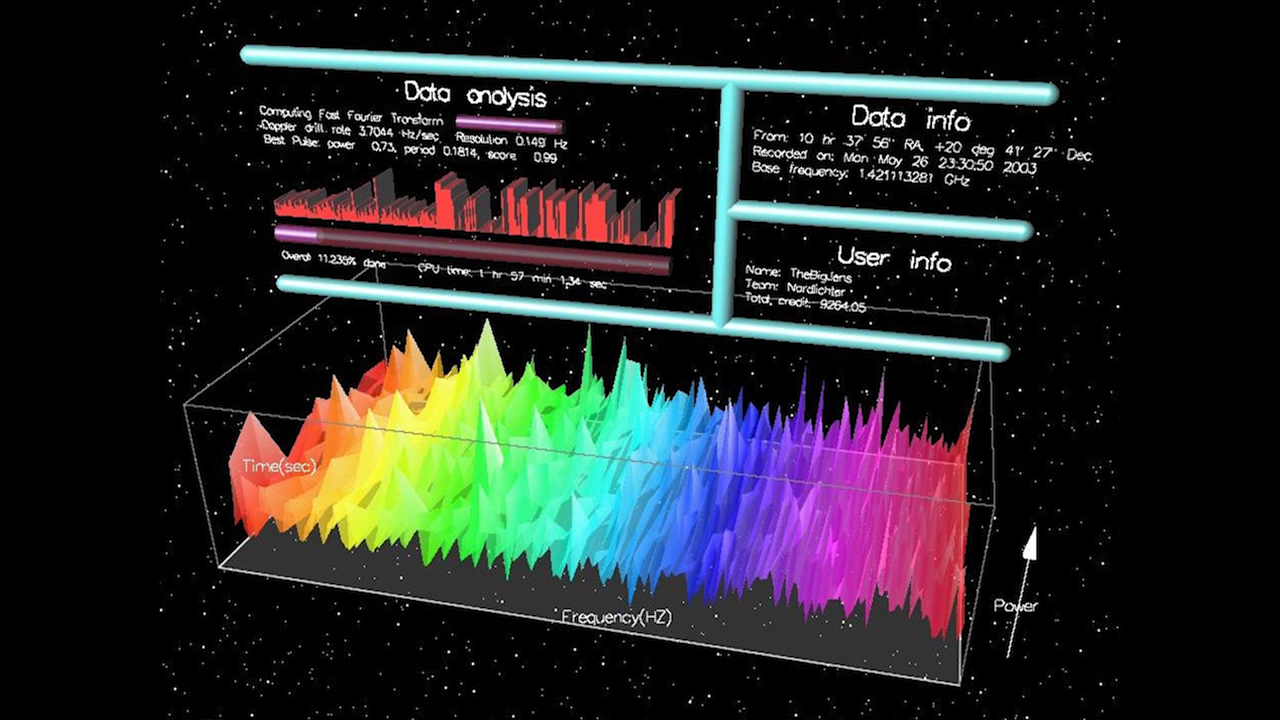 Data analysis
Computing Fast Fourier Transform
Doppler drift rate 3.7044 Hz/sec Resolution 0.149 Hz
Best Pulse: power 0.73, period 0.1814, score 0.99
Overall 11.235% done CPU time: 1 hr 57 min 1.34 sec
Data info
From: 10 hr 37' 56" RA, +20 deg 41' 27" Dec
Recorded on: Mon May 26 23:30:50 2003
Base frequency: 1.421113281 GHz
User info
Name: TheBigJens
Team: Nordlichter
Total credit: 9264.05
Time(sec)
Frequency(HZ)
Power